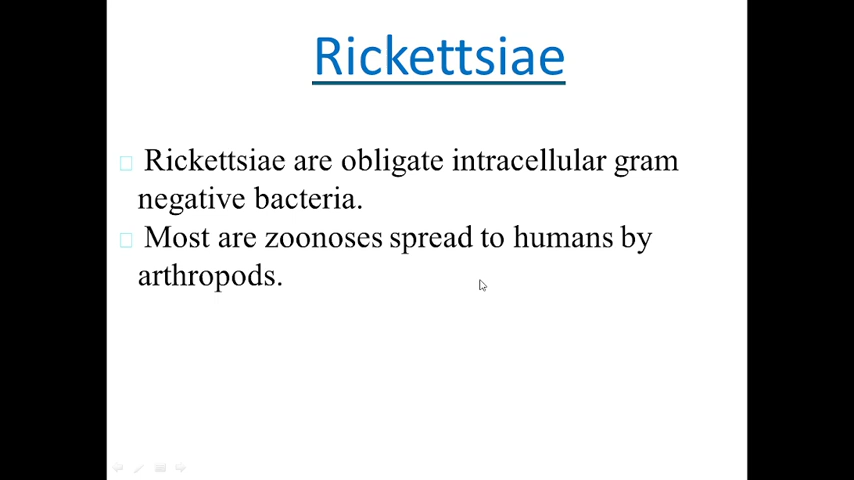 Rickettsiae
Rickettsiae are obligate intracellular gram
negative bacteria.
Most are zoonoses spread to humans by
arthropods.